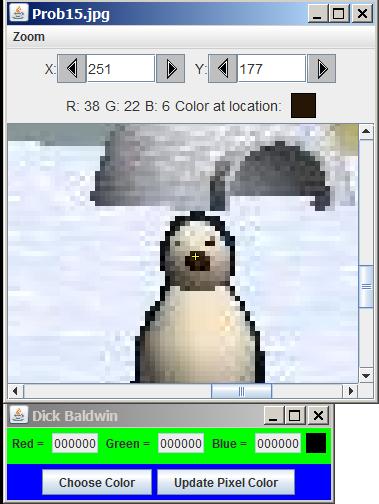 Prob15.jpg
Zoom
X: 251 Y: 177
R: 38 G: 22 B: 6 Color at location:
Dick Baldwin
Red = 000000 Green = 000000 Blue = 000000
Choose Color Update Pixel Color